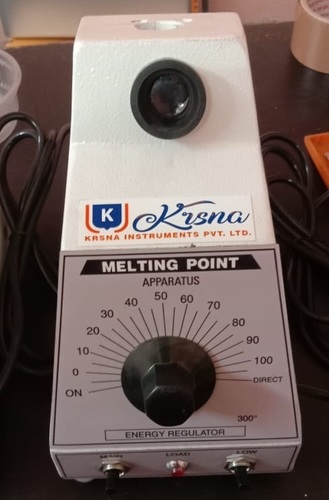 K
Krsna
KRSNA INSTRUMENTS PVT. LTD.
MELTING POINT
APPARATUS
ON
0
10
20
30
40
50
60
70
80
90
100
DIRECT
300°
ENERGY REGULATOR
MAIN LOAD LOW